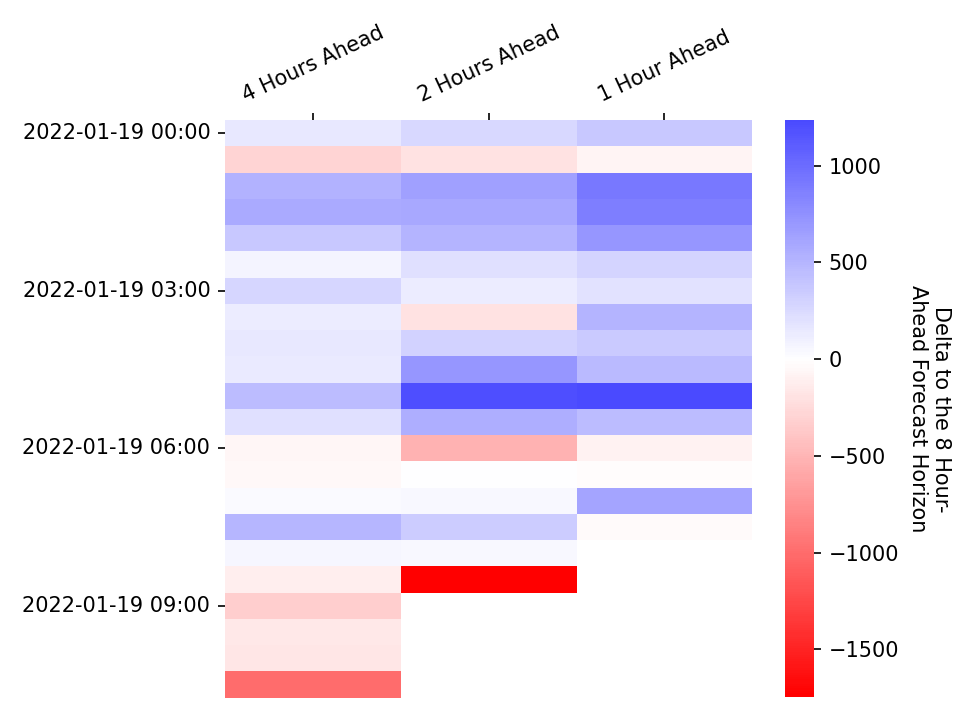 4 Hours Ahead
2 Hours Ahead
1 Hour Ahead
2022-01-19 00:00
2022-01-19 03:00
2022-01-19 06:00
2022-01-19 09:00
1000
500
0
−500
−1000
−1500
Delta to the 8 Hour-
Ahead Forecast Horizon